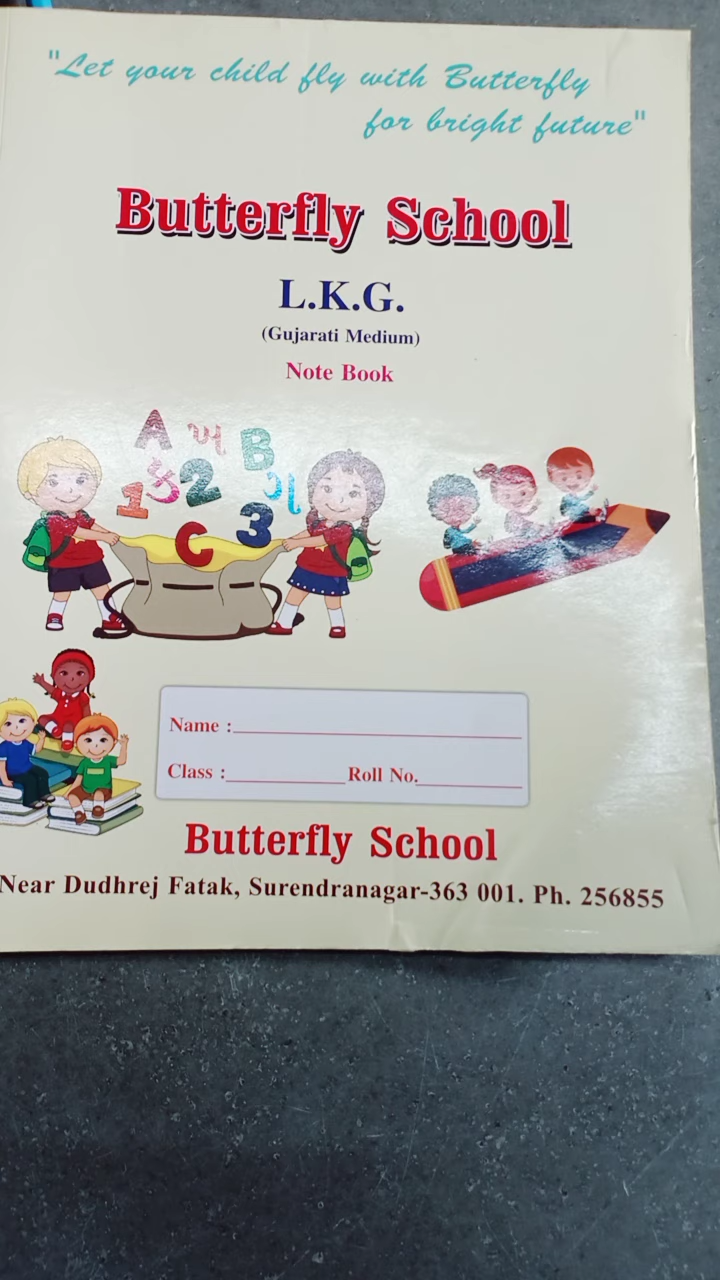 "Let your child fly with Butterfly
for bright future"
Butterfly School
L.K.G.
(Gujarati Medium)
Note Book
A ખ B
ક 2 ગ
1 C 3
Name :
Class : Roll No.
Butterfly School
Near Dudhrej Fatak, Surendranagar-363 001. Ph. 256855